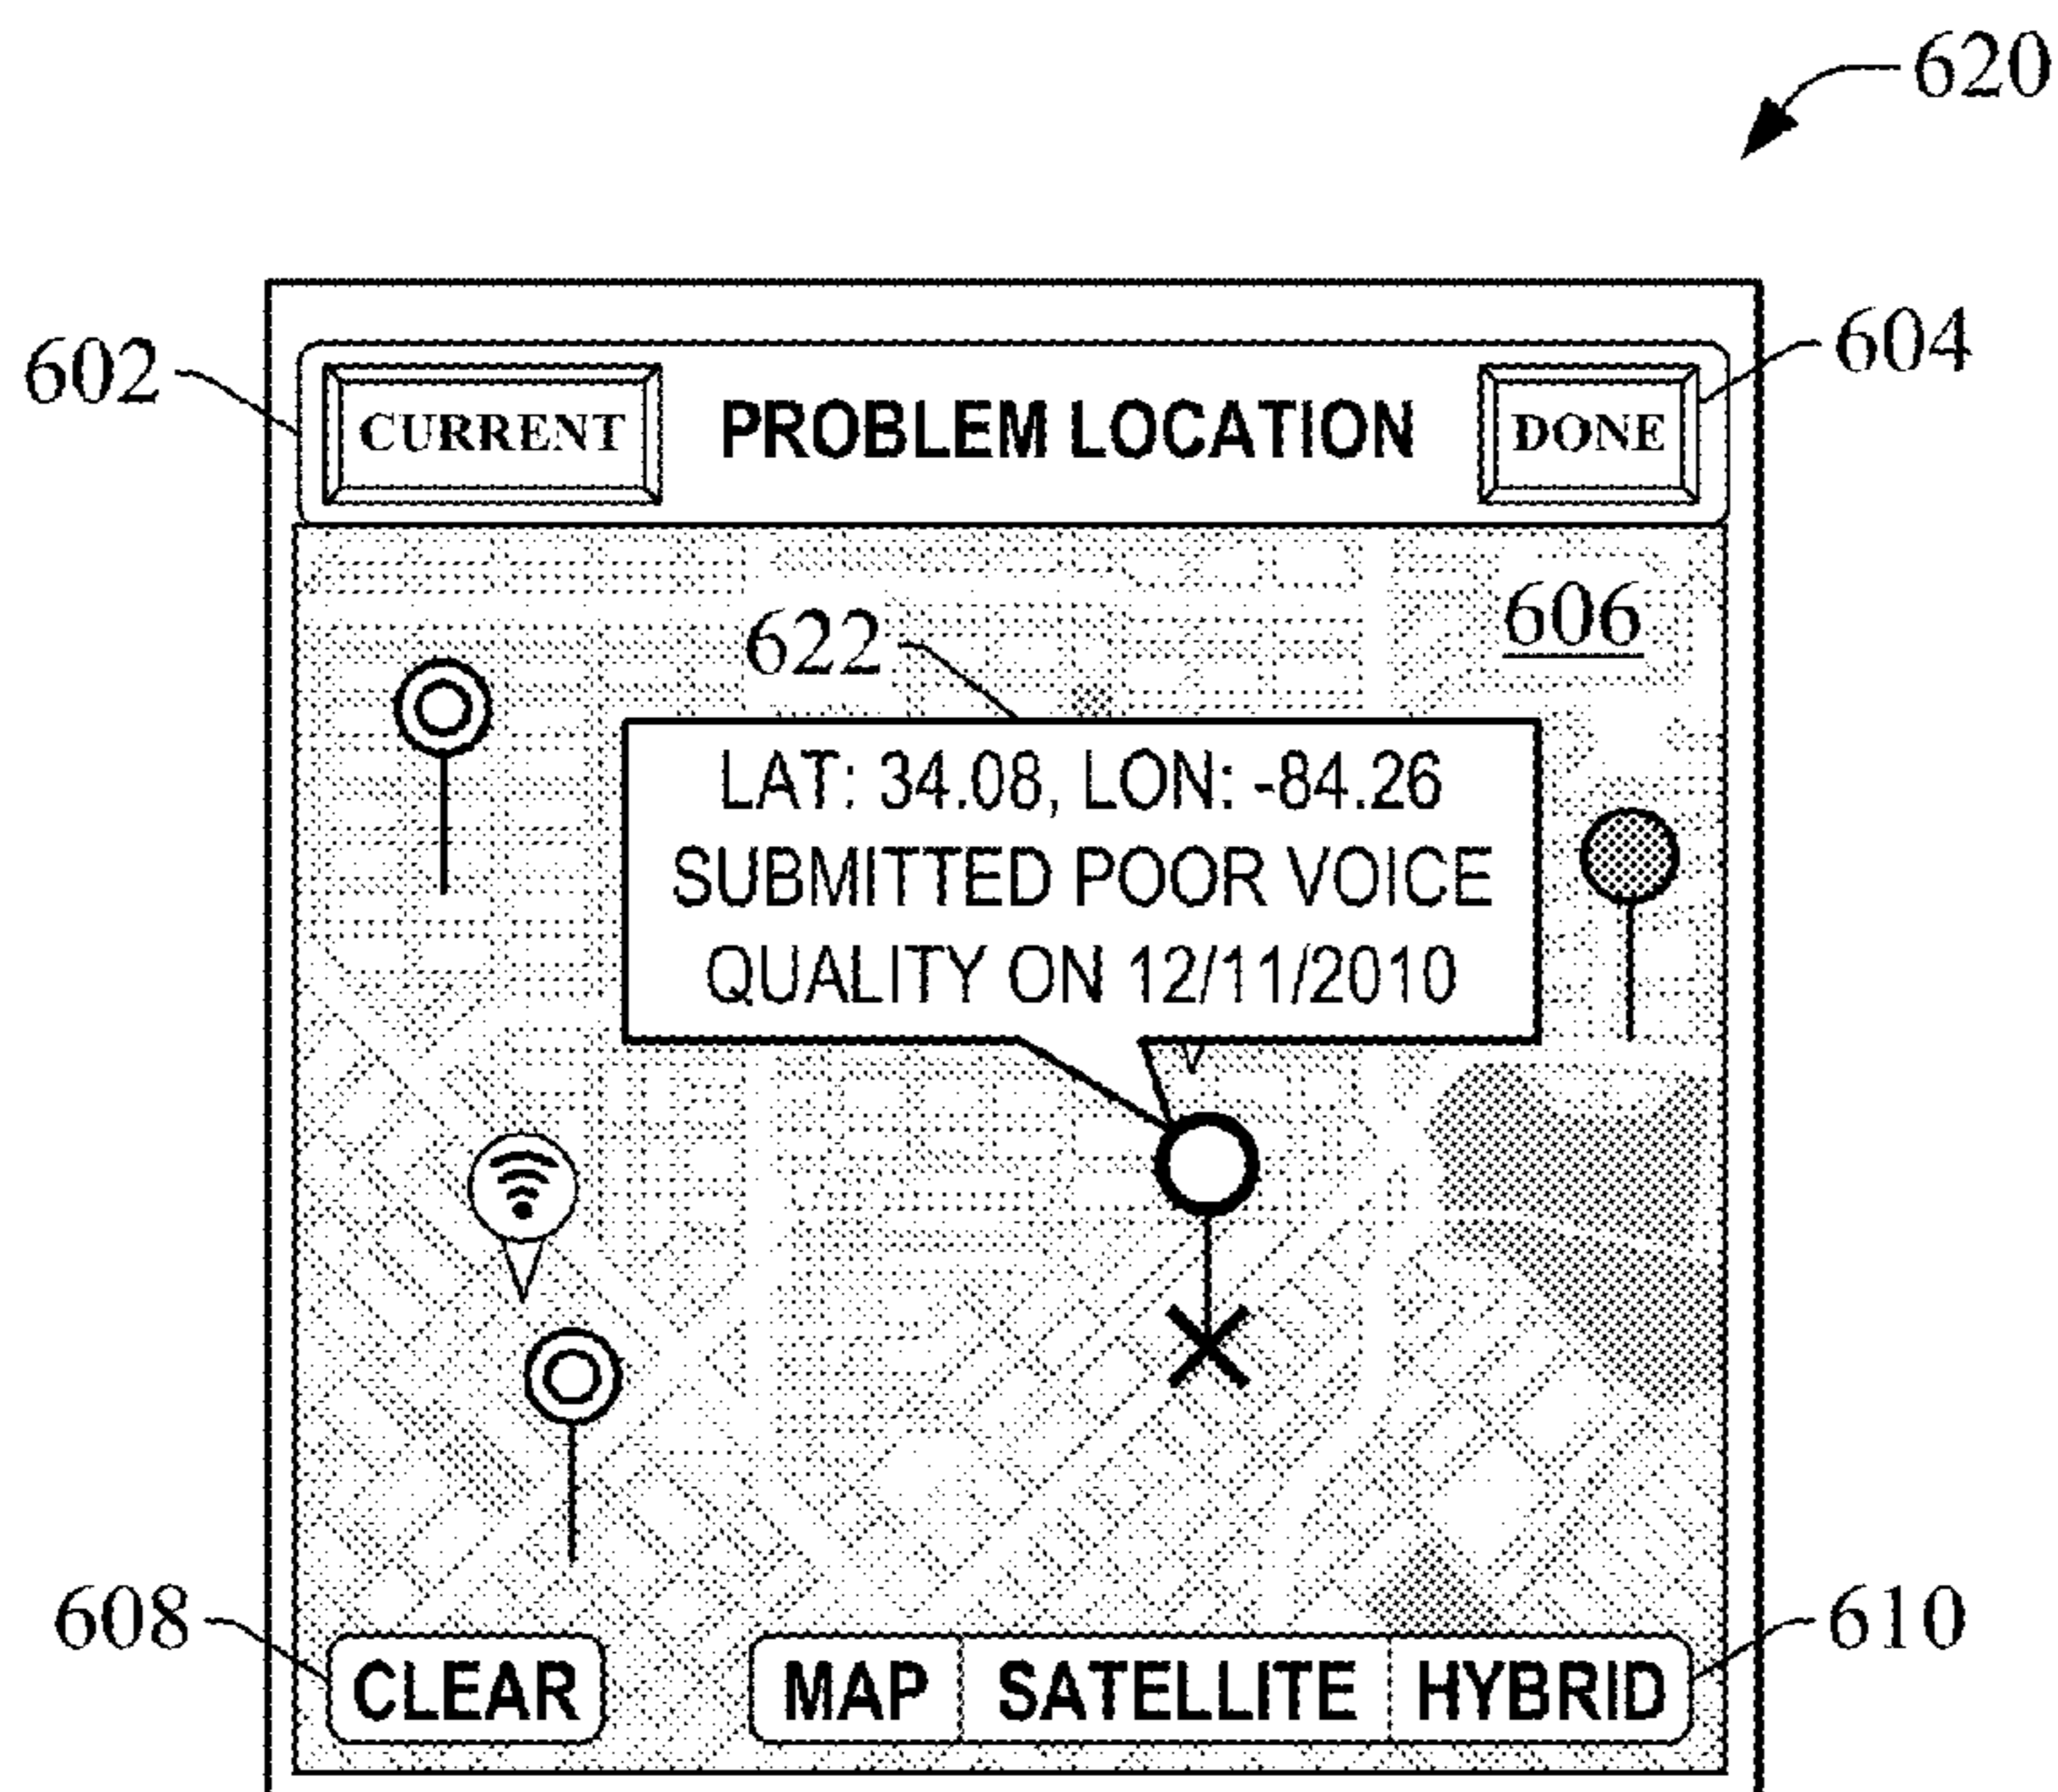 620
602
604
CURRENT PROBLEM LOCATION DONE
606
622
LAT: 34.08, LON: -84.26
SUBMITTED POOR VOICE
QUALITY ON 12/11/2010
608
610
CLEAR MAP SATELLITE HYBRID